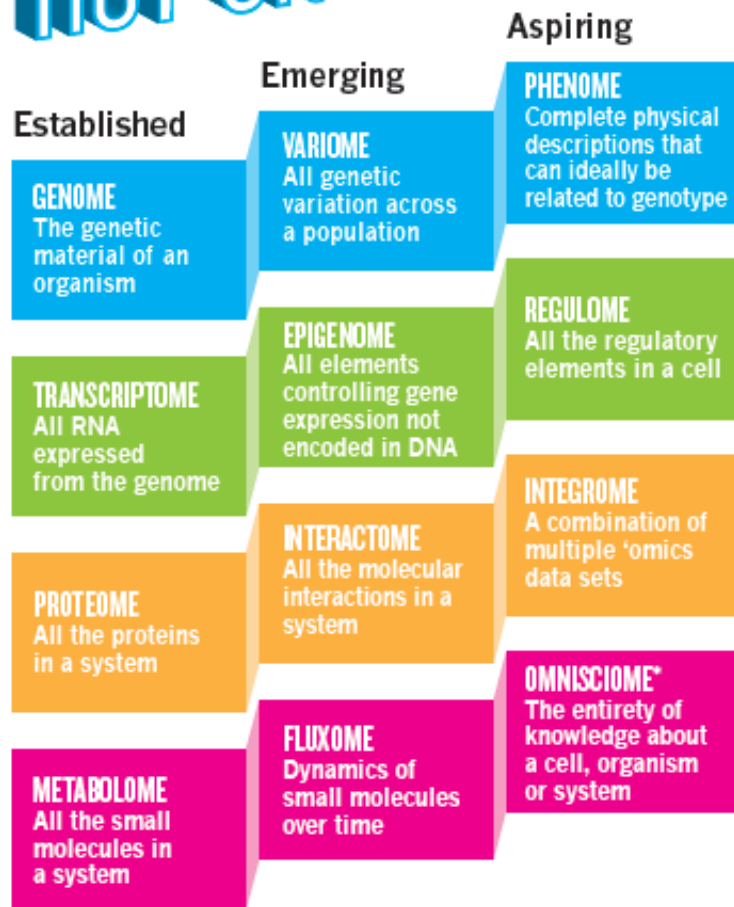 Established
GENOME
The genetic
material of an
organism
TRANSCRIPTOME
All RNA
expressed
from the genome
PROTEOME
All the proteins
in a system
METABOLOME
All the small
molecules in
a system
Emerging
VARIOME
All genetic
variation across
a population
EPIGENOME
All elements
controlling gene
expression not
encoded in DNA
INTERACTOME
All the molecular
interactions in a
system
FLUXOME
Dynamics of
small molecules
over time
Aspiring
PHENOME
Complete physical
descriptions that
can ideally be
related to genotype
REGULOME
All the regulatory
elements in a cell
INTEGROME
A combination of
multiple ‘omics
data sets
OMNISCIOME*
The entirety of
knowledge about
a cell, organism
or system